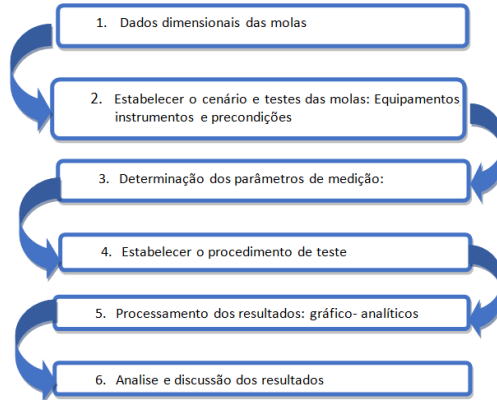 1. Dados dimensionais das molas
2. Estabelecer o cenário e testes das molas: Equipamentos
instrumentos e precondições
3. Determinação dos parâmetros de medição:
4. Estabelecer o procedimento de teste
5. Processamento dos resultados: gráfico- analíticos
6. Analise e discussão dos resultados